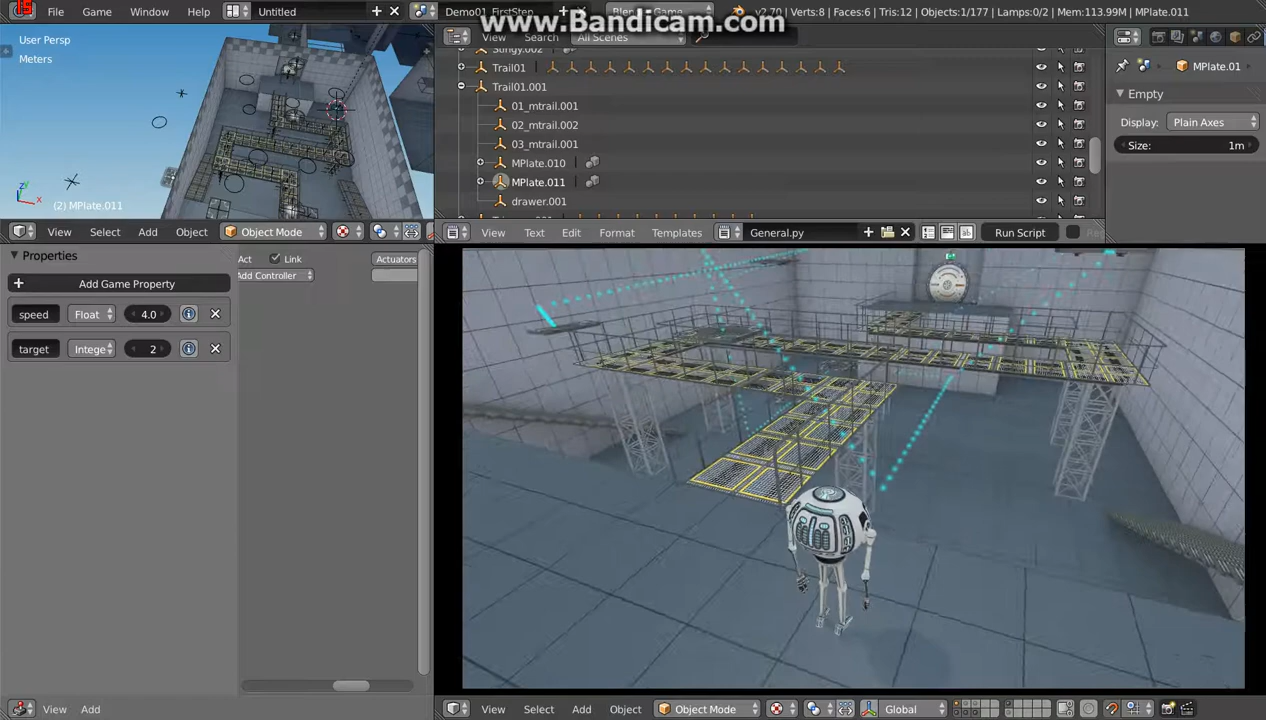 File Game Window Help Untitled Demo01_FirstStep www.Bandicam.com v2.70 | Verts:8 | Faces:6 | Tris:12 | Objects:1/177 | Lamps:0/2 | Mem:113.99M | MPlate.011
View Search All Scenes
User Persp
Meters
Stingy.002
Trail01
Trail01.001
01_mtrail.001
02_mtrail.002
03_mtrail.001
MPlate.010
MPlate.011
drawer.001
MPlate.01
Empty
Display: Plain Axes
Size: 1m
(2) MPlate.011
View Select Add Object Object Mode
View Text Edit Format Templates General.py Run Script
Properties
Add Game Property
speed Float 4.0
target Intege 2
Act Link Actuators
Add Controller
View Add
View Select Add Object Object Mode Global